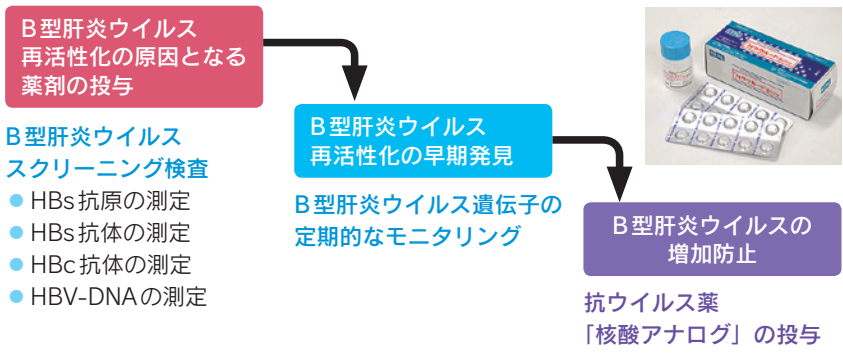 B型肝炎ウイルス
再活性化の原因となる
薬剤の投与
B型肝炎ウイルス
スクリーニング検査
● HBs抗原の測定
● HBs抗体の測定
● HBc抗体の測定
● HBV-DNAの測定
B型肝炎ウイルス
再活性化の早期発見
B型肝炎ウイルス遺伝子の
定期的なモニタリング
B型肝炎ウイルスの
増加防止
抗ウイルス薬
「核酸アナログ」の投与